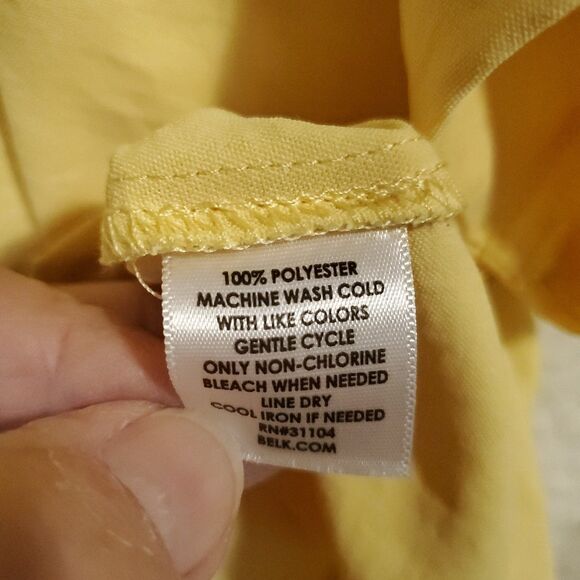 100% POLYESTER
MACHINE WASH COLD
WITH LIKE COLORS
GENTLE CYCLE
ONLY NON-CHLORINE
BLEACH WHEN NEEDED
LINE DRY
COOL IRON IF NEEDED
RN#31104
BELK.COM